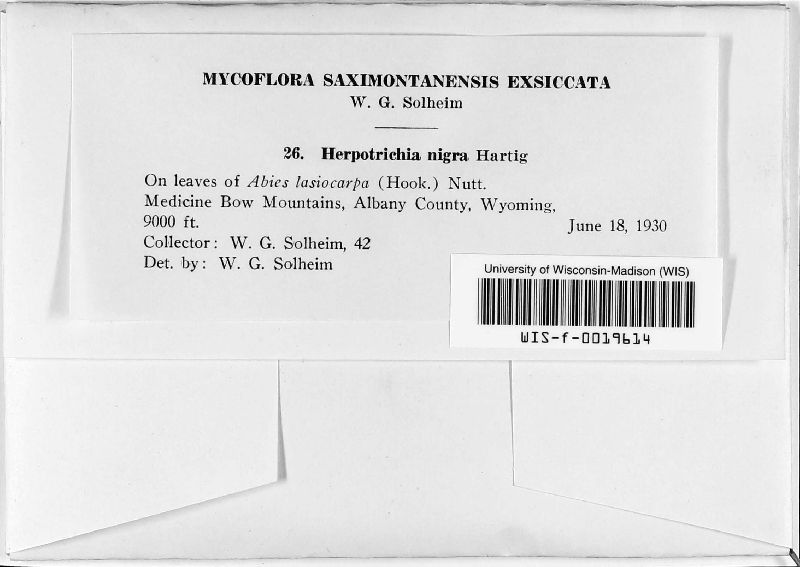 MYCOFLORA SAXIMONTANENSIS EXSICCATA
W. G. Solheim
26. Herpotrichia nigra Hartig
On leaves of Abies lasiocarpa (Hook.) Nutt.
Medicine Bow Mountains, Albany County, Wyoming,
9000 ft. June 18, 1930
Collector: W. G. Solheim, 42
Det. by: W. G. Solheim
University of Wisconsin-Madison (WIS)
WIS-f-0019614